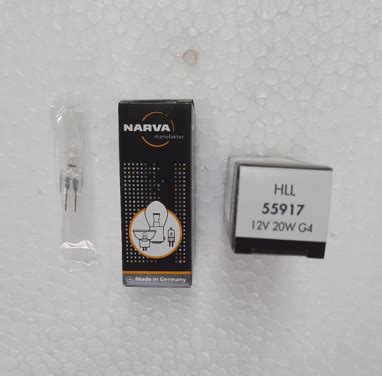 NARVA
manufaktur
Made in Germany
HLL
55917
12V 20W G4